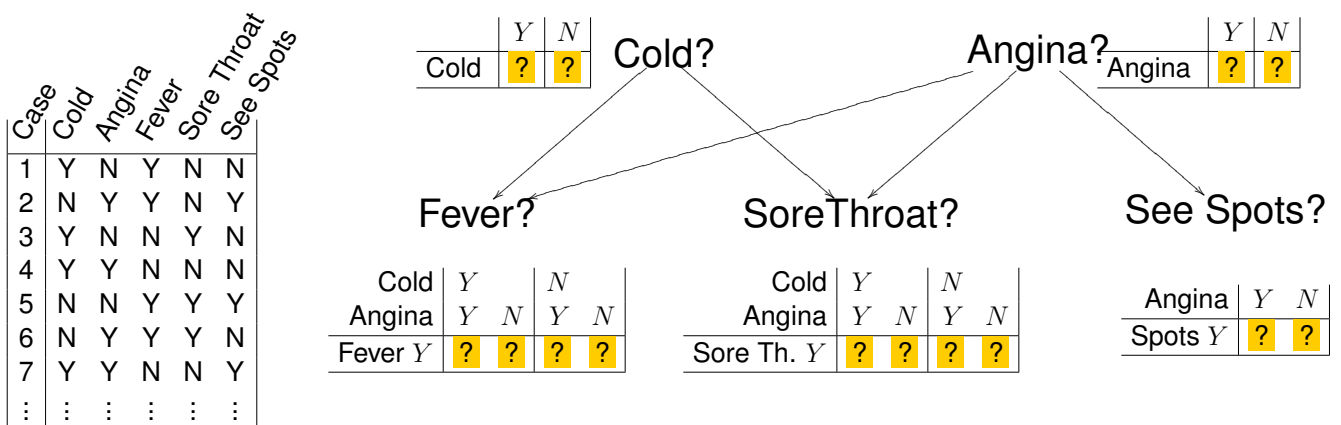 Case Cold Angina Fever Sore Throat See Spots
1 Y N Y N N
2 N Y Y N Y
3 Y N N Y N
4 Y Y N N N
5 N N Y Y Y
6 N Y Y Y N
7 Y Y N N Y
⋮ ⋮ ⋮ ⋮ ⋮ ⋮
Y N
Cold ? ?
Cold?
Angina?
Y N
Angina ? ?
Fever?
SoreThroat?
See Spots?
Cold Y N
Angina Y N Y N
Fever Y ? ? ? ?
Cold Y N
Angina Y N Y N
Sore Th. Y ? ? ? ?
Angina Y N
Spots Y ? ?